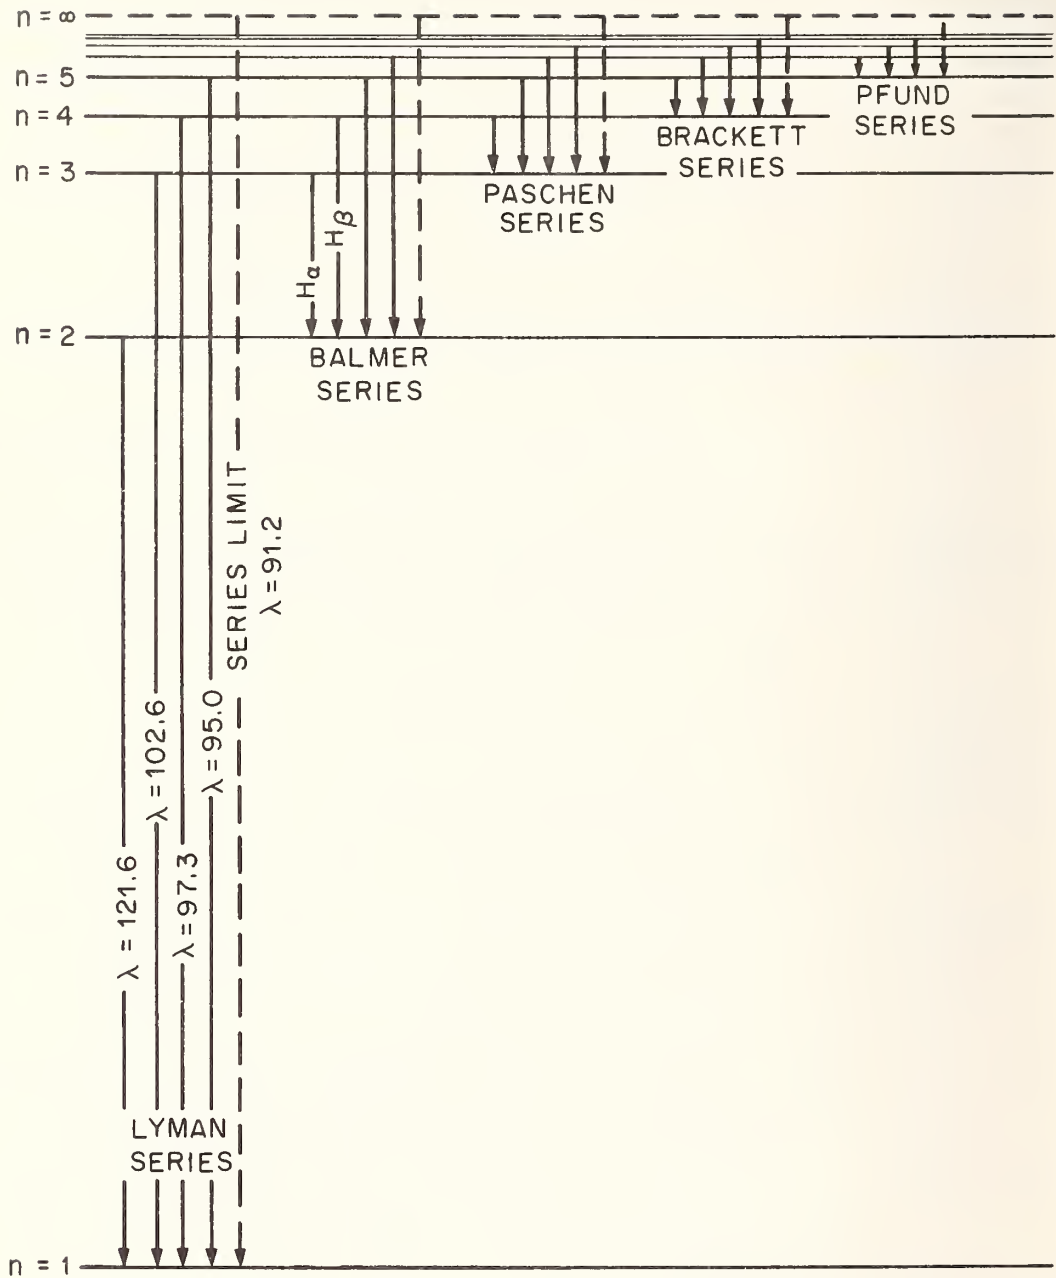 n = ∞
n = 5
n = 4
n = 3
n = 2
n = 1
PFUND
SERIES
BRACKETT
SERIES
PASCHEN
SERIES
Hα
Hβ
BALMER
SERIES
SERIES LIMIT
λ = 91.2
λ = 95.0
λ = 102.6
λ = 97.3
λ = 121.6
LYMAN
SERIES